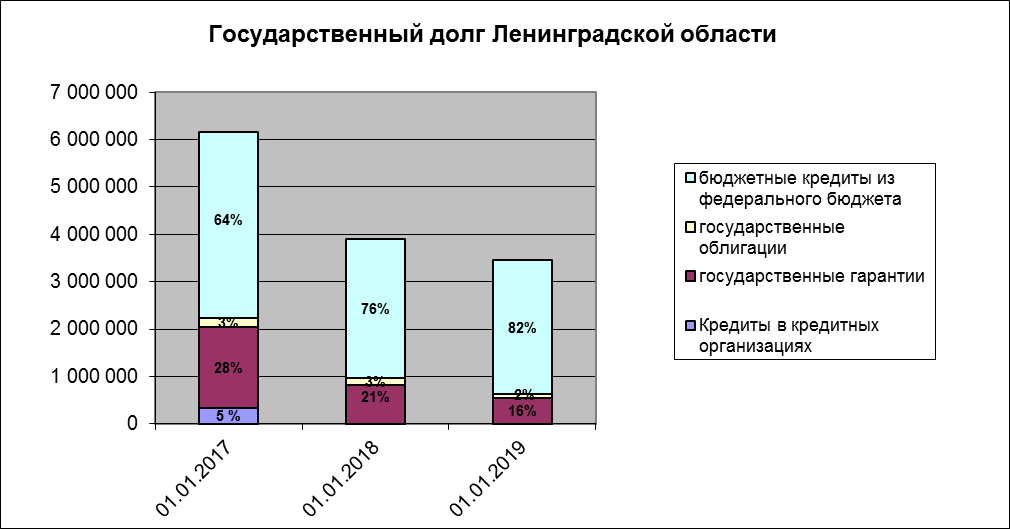 Государственный долг Ленинградской области
7 000 000
6 000 000
5 000 000
4 000 000
3 000 000
2 000 000
1 000 000
0
64%
3%
28%
5 %
76%
3%
21%
82%
2%
16%
01.01.2017
01.01.2018
01.01.2019
бюджетные кредиты из
федерального бюджета
государственные
облигации
государственные гарантии
Кредиты в кредитных
организациях